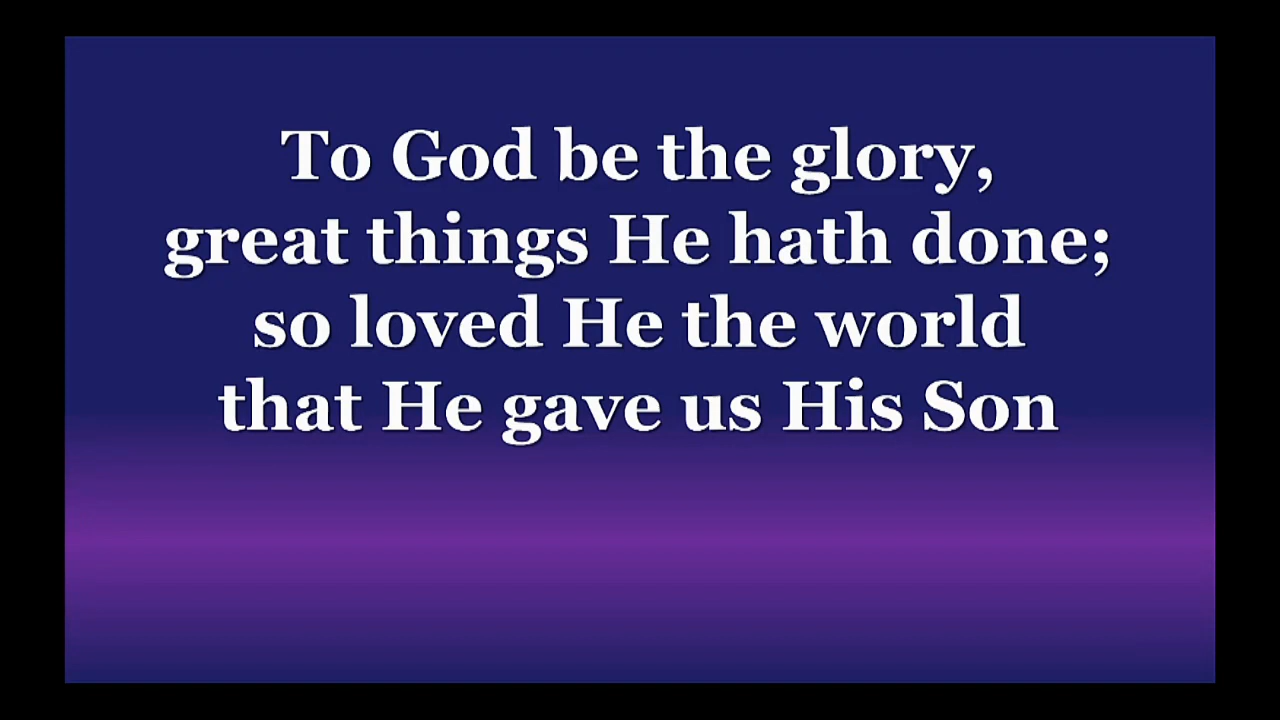 To God be the glory,
great things He hath done;
so loved He the world
that He gave us His Son